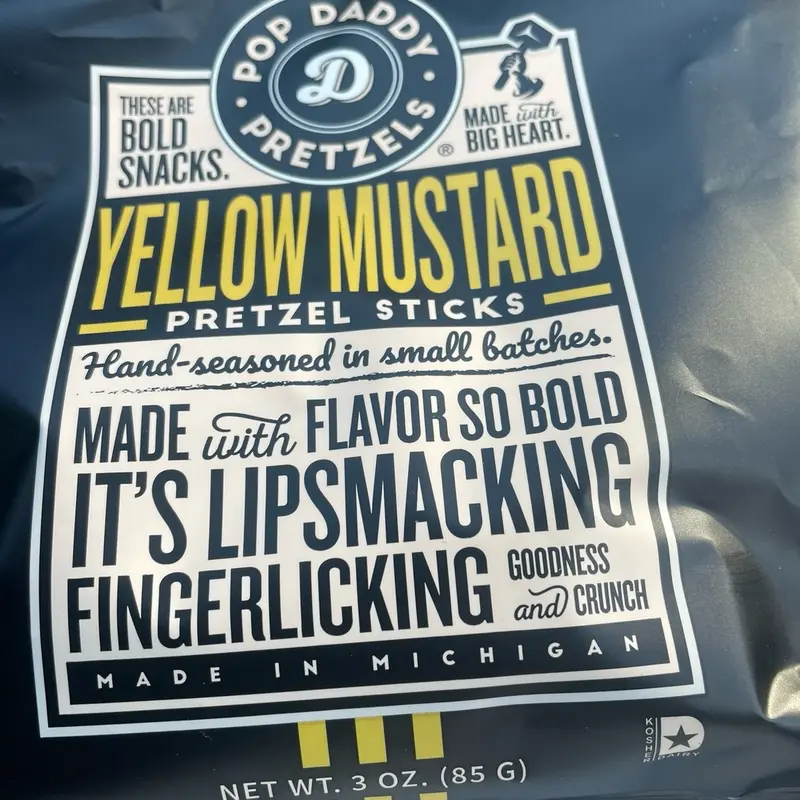 POP DADDY
D
PRETZELS
®
THESE ARE
BOLD
SNACKS.
MADE with
BIG HEART.
YELLOW MUSTARD
PRETZEL STICKS
Hand-seasoned in small batches.
MADE with FLAVOR SO BOLD
IT'S LIPSMACKING
FINGERLICKING GOODNESS
and CRUNCH
MADE IN MICHIGAN
KOSHER
D
DAIRY
NET WT. 3 OZ. (85 G)